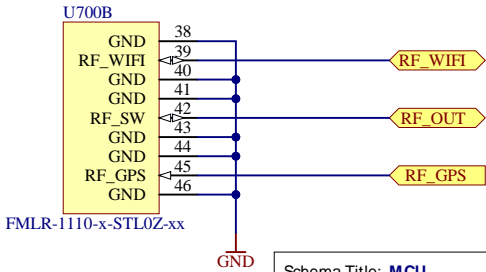 U700B
GND 38
RF_WIFI 39 RF_WIFI
GND 40
GND 41
RF_SW 42 RF_OUT
GND 43
GND 44
RF_GPS 45 RF_GPS
GND 46
FMLR-1110-x-STL0Z-xx
GND
Schema Title: MCU